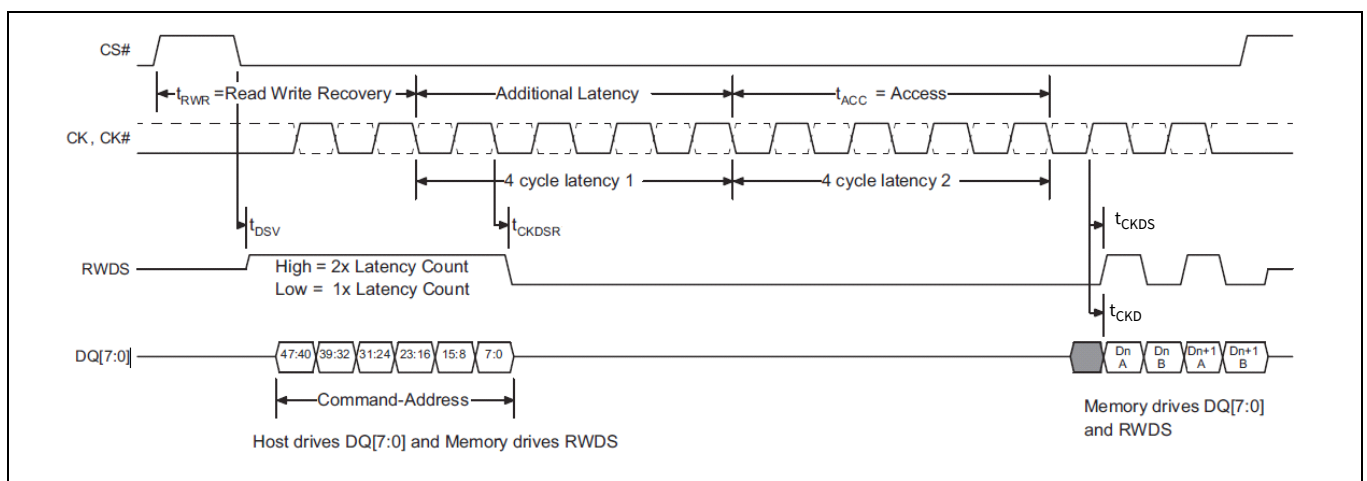 CS#
tRWR =Read Write Recovery
Additional Latency
tACC = Access
CK, CK#
4 cycle latency 1
4 cycle latency 2
tDSV
tCKDSR
tCKDS
RWDS
High = 2x Latency Count
Low = 1x Latency Count
tCKD
DQ[7:0]
47:40 39:32 31:24 23:16 15:8 7:0
Dn A
Dn B
Dn+1 A
Dn+1 B
Command-Address
Memory drives DQ[7:0]
and RWDS
Host drives DQ[7:0] and Memory drives RWDS